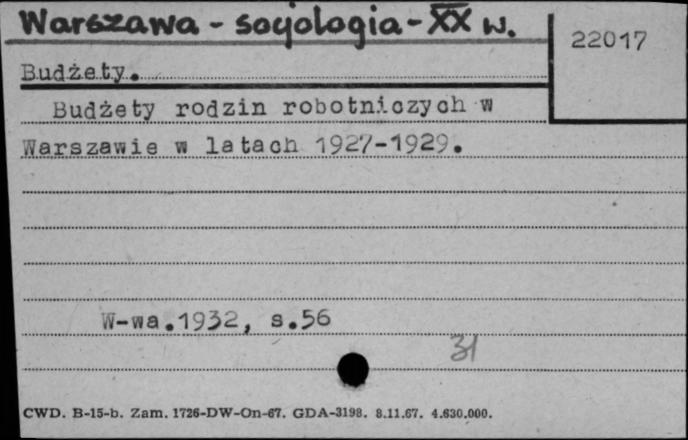 Warszawa - socjologia - XX w.
22017
Budżety.
Budżety rodzin robotniczych w
Warszawie w latach 1927-1929.
W-wa.1932, s.56
31
CWD. B-15-b. Zam. 1726-DW-On-67. GDA-3198. 8.11.67. 4.630.000.